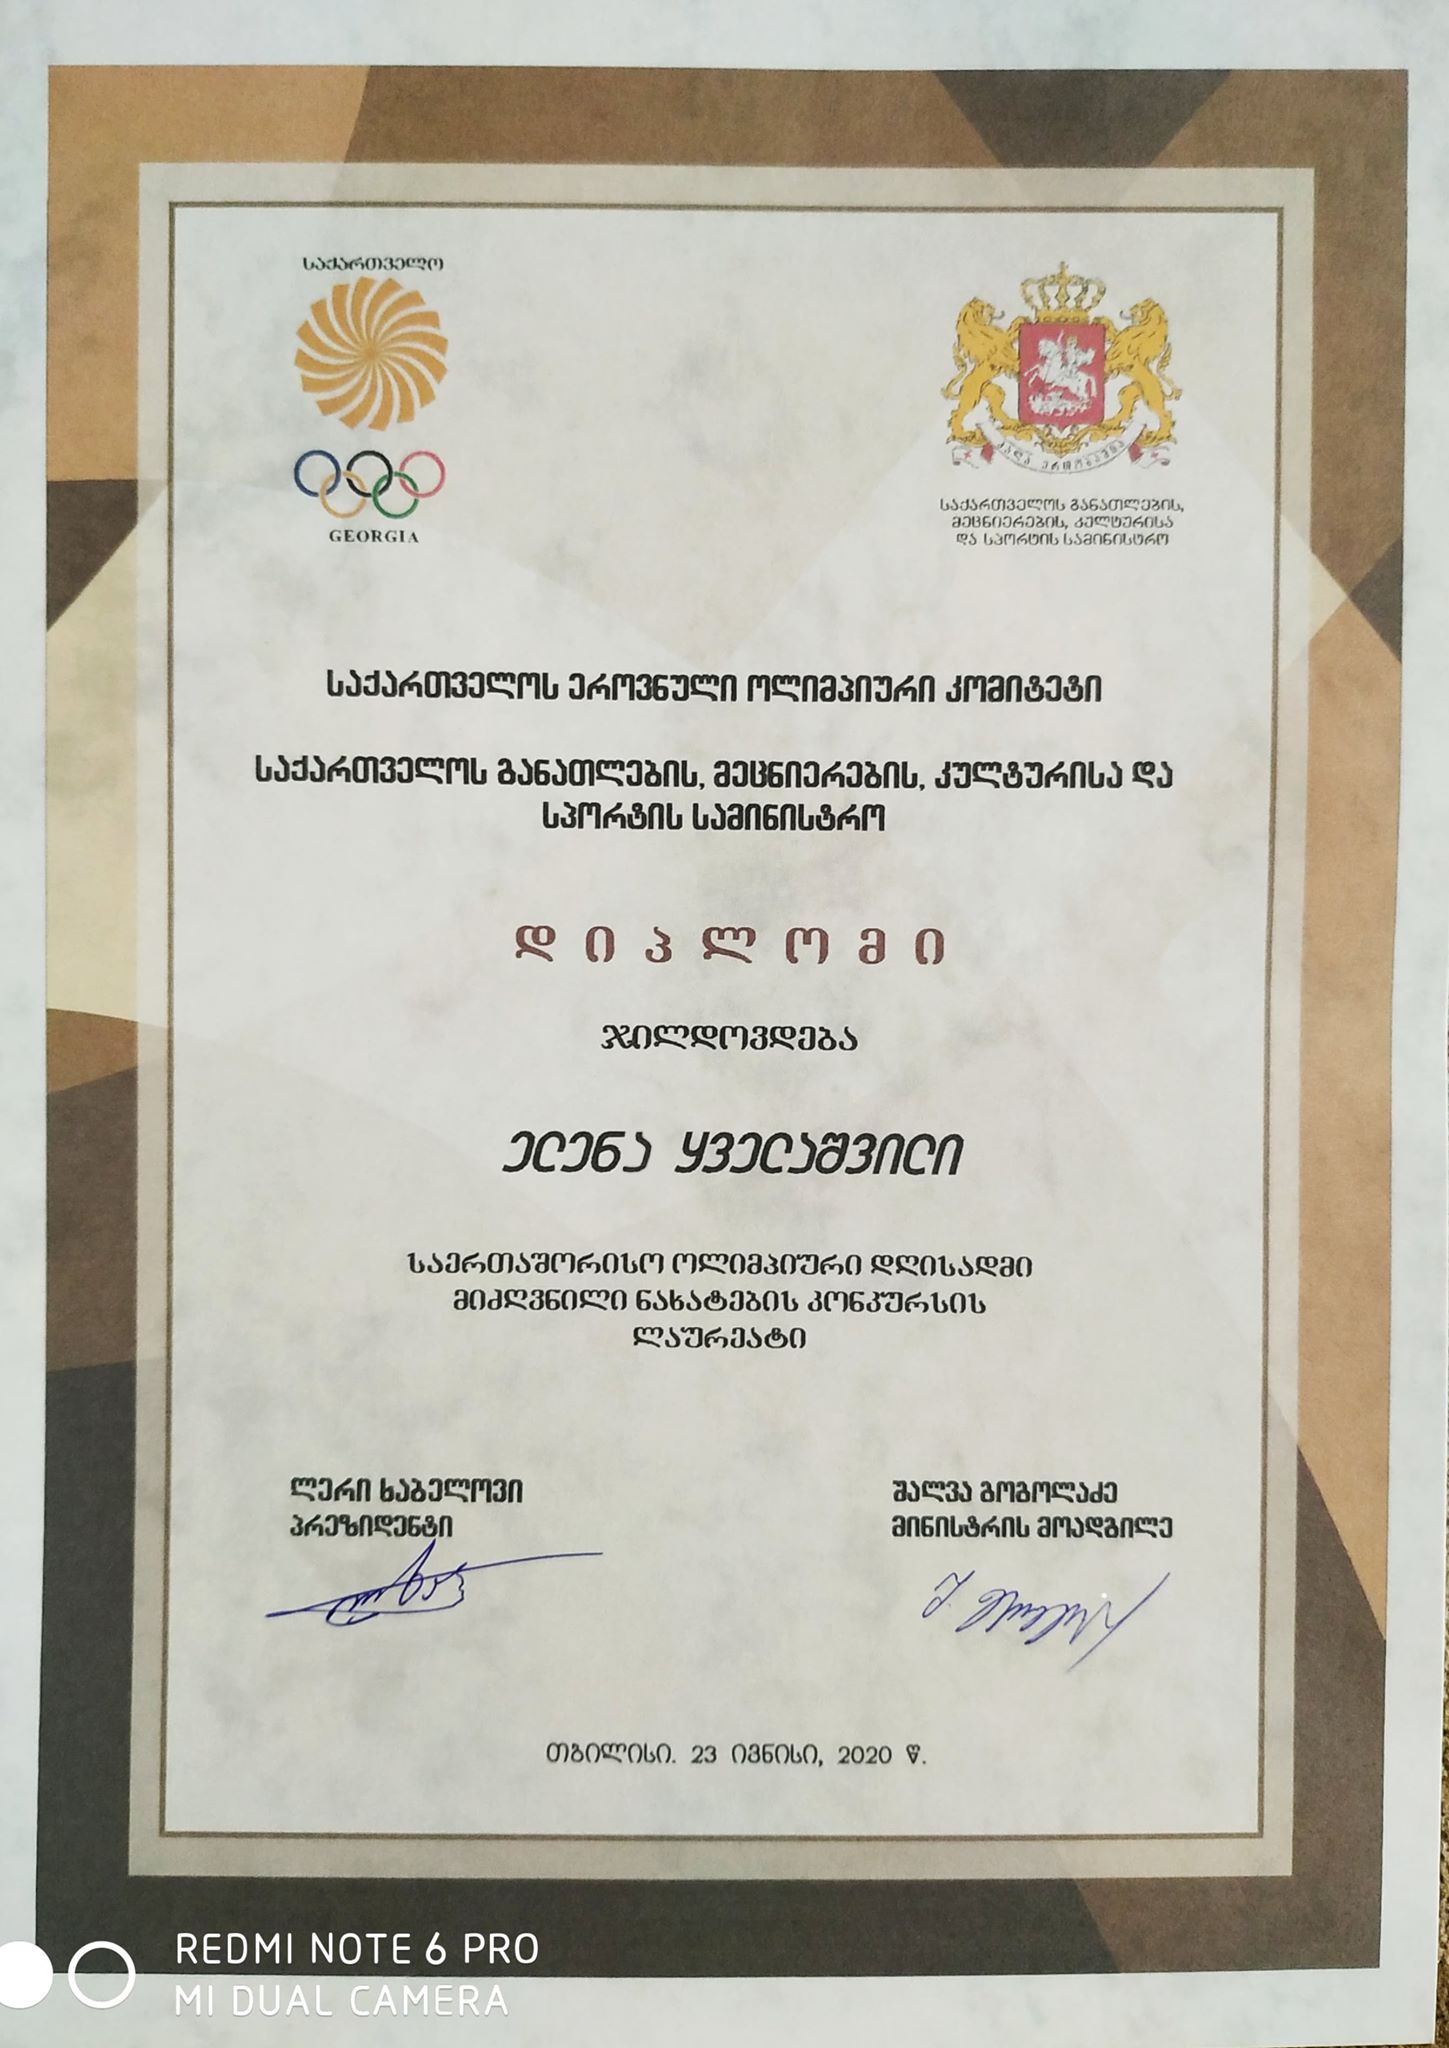 საქართველო
GEORGIA
საქართველოს განათლების,
მეცნიერების, კულტურისა
და სპორტის სამინისტრო
საქართველოს ეროვნული ოლიმპიური კომიტეტი
საქართველოს განათლების, მეცნიერების, კულტურისა და
სპორტის სამინისტრო
დიპლომი
ჯილდოვდება
ელენა ყველაშვილი
საერთაშორისო ოლიმპიური დღისადმი
მიძღვნილი ნახატების კონკურსის
ლაურეატი
ლერი ხაბელოვი
პრეზიდენტი
შალვა გოგოლაძე
მინისტრის მოადგილე
თბილისი. 23 ივნისი, 2020 წ.
REDMI NOTE 6 PRO
MI DUAL CAMERA